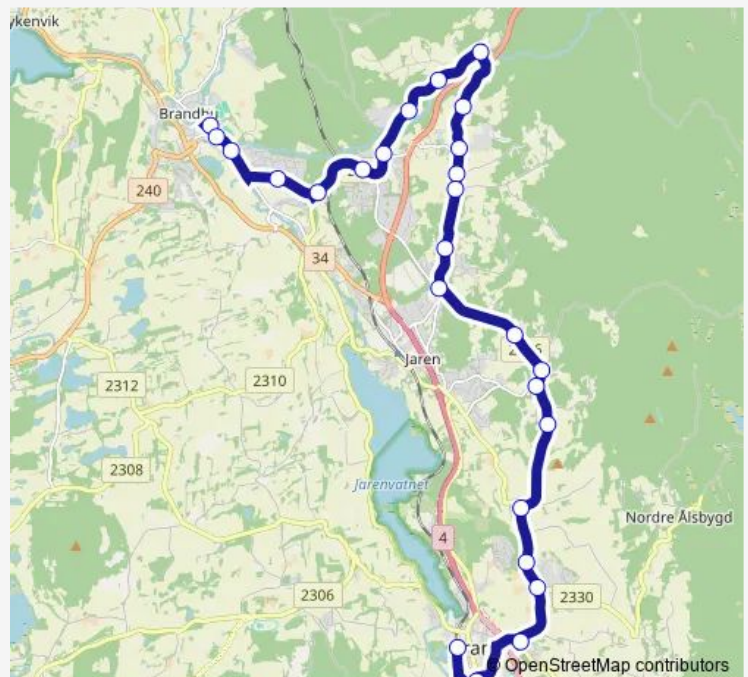 ykenvik
Brandbu
240
34
Jaren
2312
2310
2308
Jarenvatnet
Nordre Ålsbygd
4
2306
2330
© OpenStreetMap contributors